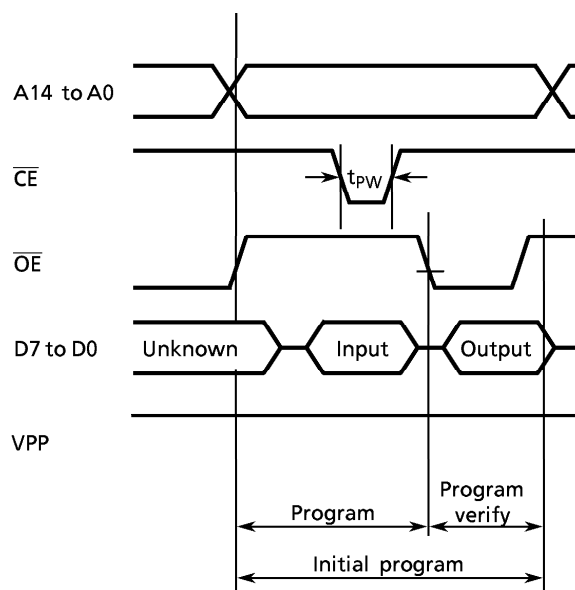 A14 to A0
CE
tPW
OE
D7 to D0
Unknown
Input
Output
VPP
Program
Program
verify
Initial program